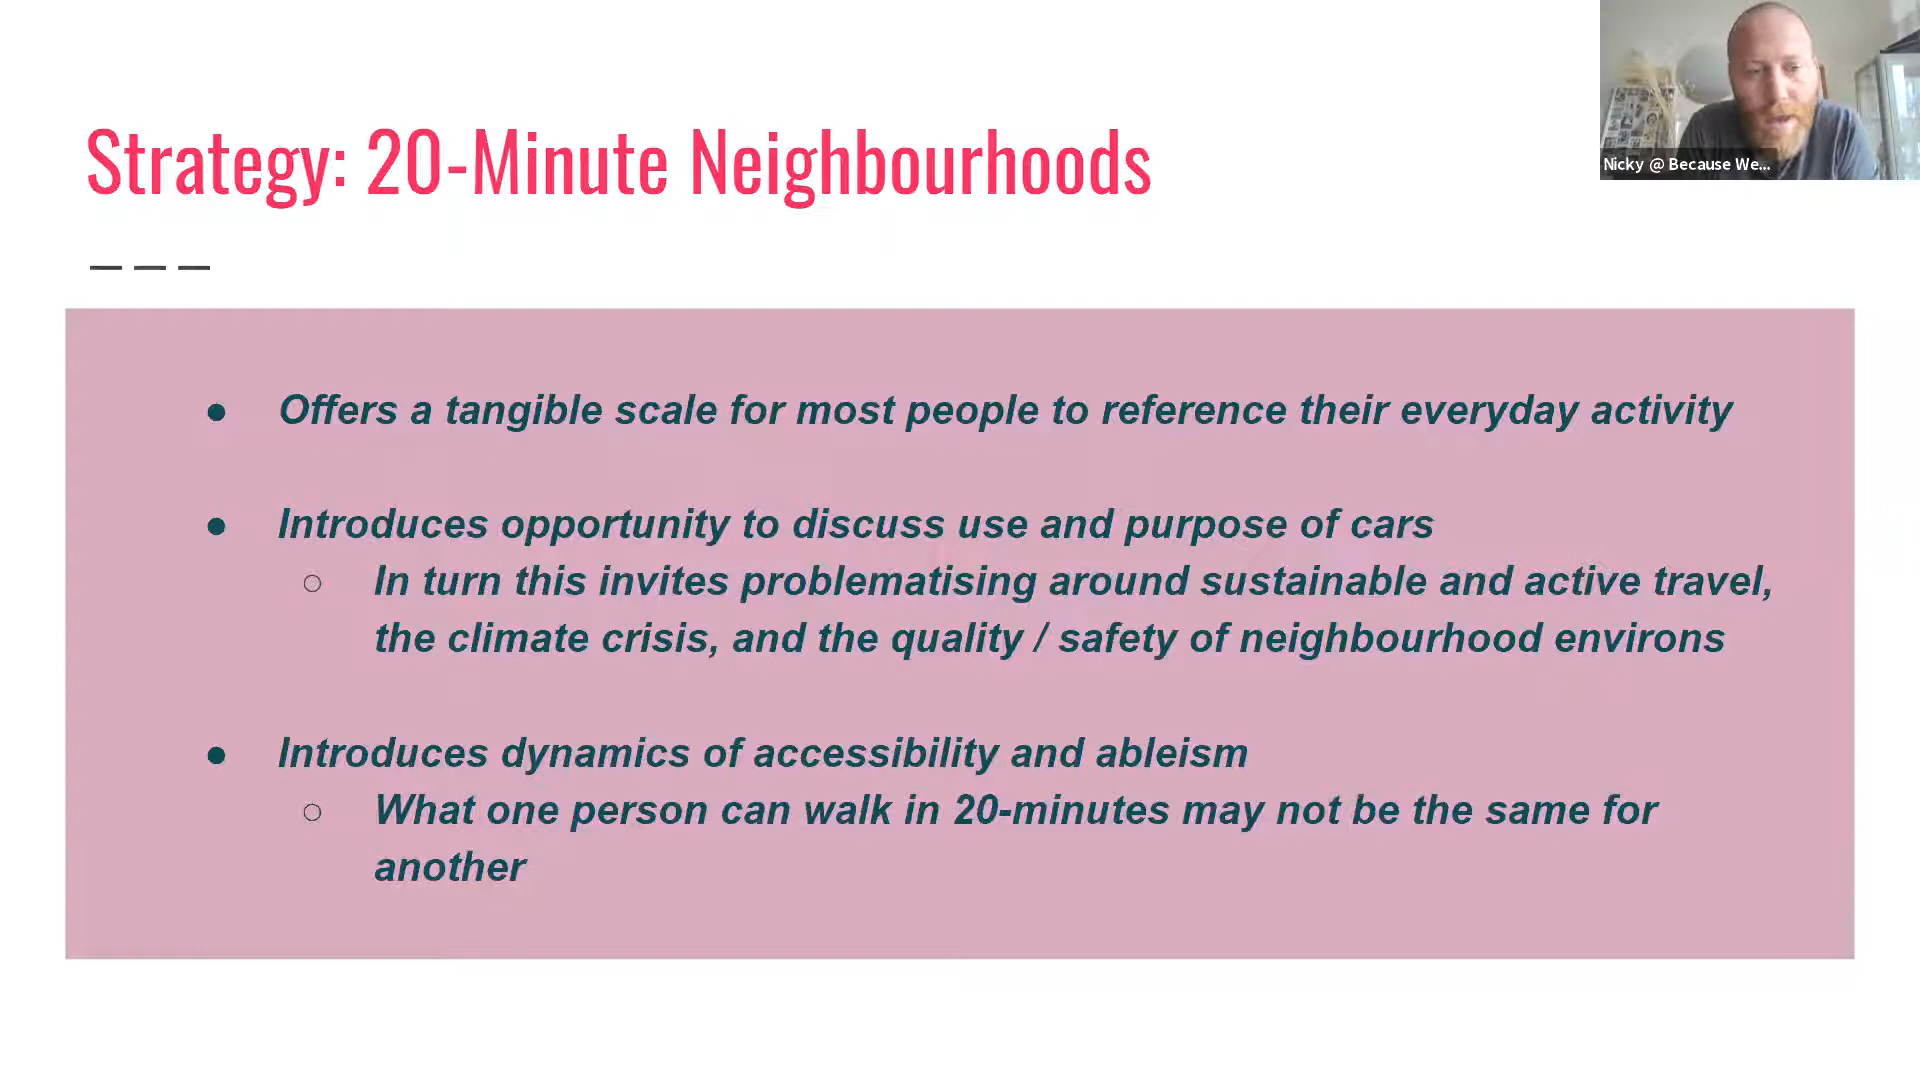 Strategy: 20-Minute Neighbourhoods
Nicky @ Because We...
● Offers a tangible scale for most people to reference their everyday activity
● Introduces opportunity to discuss use and purpose of cars
○ In turn this invites problematising around sustainable and active travel,
the climate crisis, and the quality / safety of neighbourhood environs
● Introduces dynamics of accessibility and ableism
○ What one person can walk in 20-minutes may not be the same for
another